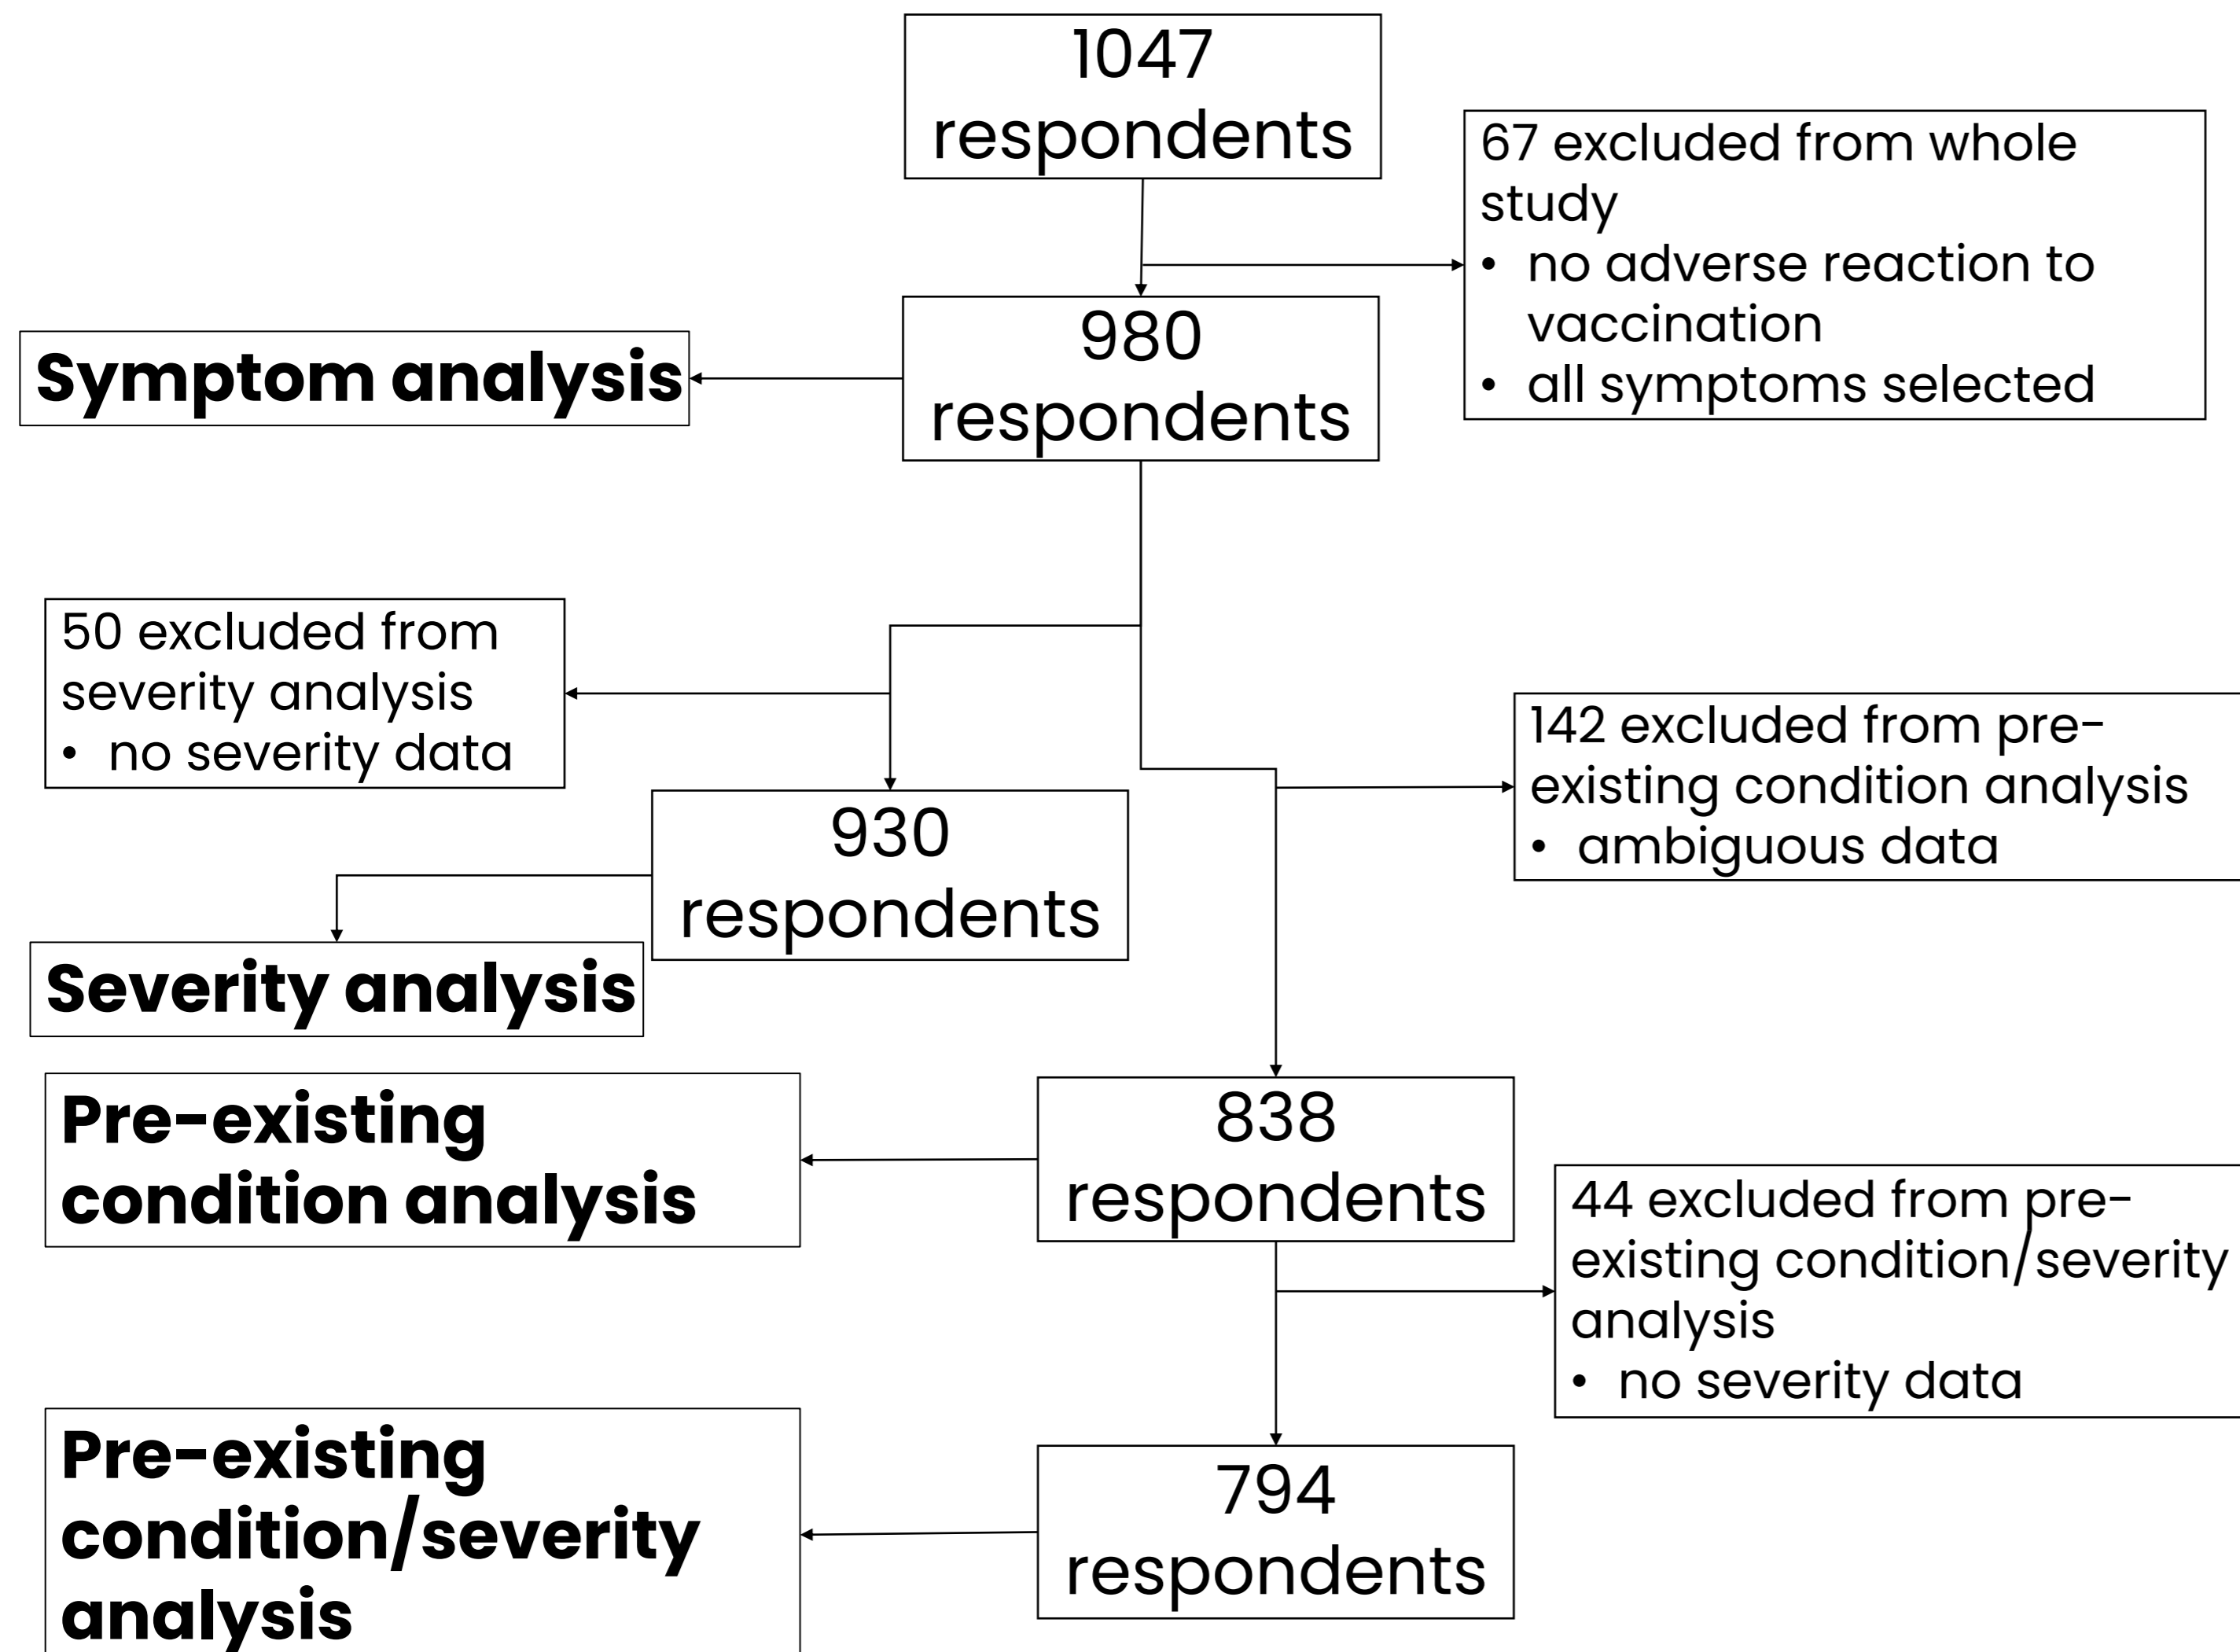 1047
respondents
67 excluded from whole
study
• no adverse reaction to
vaccination
• all symptoms selected
980
respondents
Symptom analysis
50 excluded from
severity analysis
• no severity data
142 excluded from pre-
existing condition analysis
• ambiguous data
930
respondents
Severity analysis
838
respondents
Pre-existing
condition analysis
44 excluded from pre-
existing condition/severity
analysis
• no severity data
794
respondents
Pre-existing
condition/severity
analysis